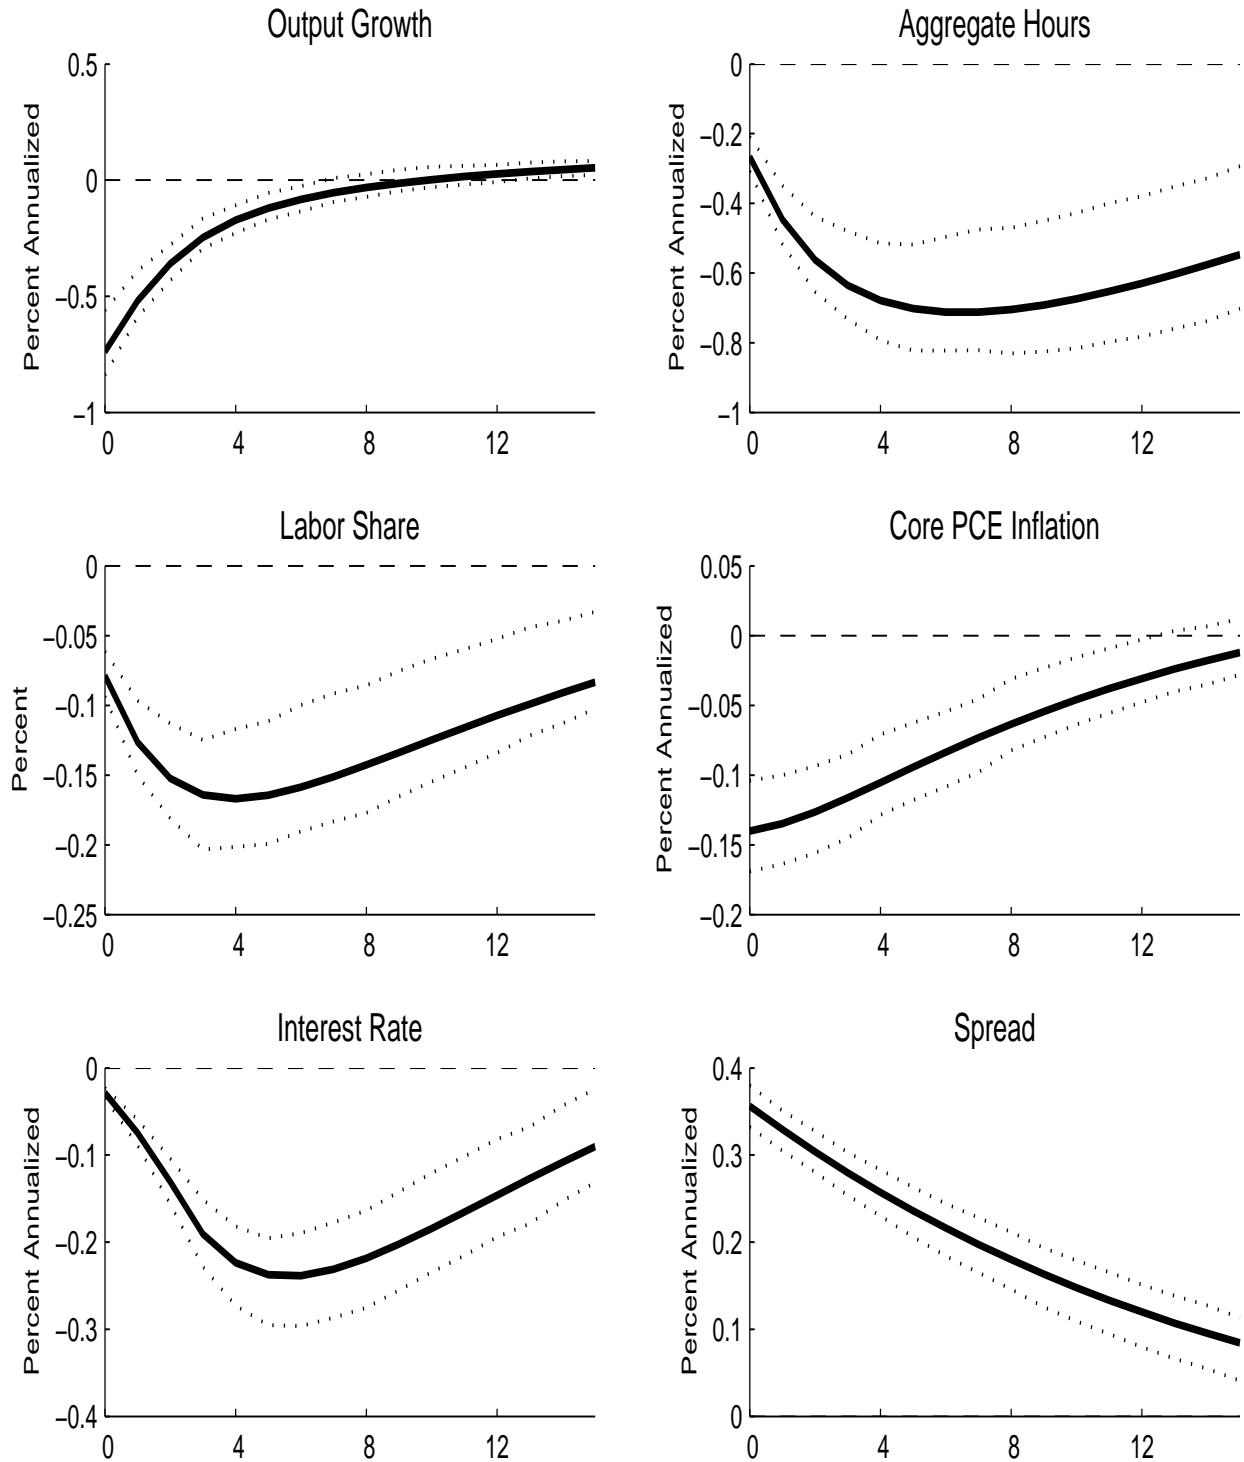 Output Growth
Percent Annualized
0.5
0
−0.5
−1
0 4 8 12
Aggregate Hours
Percent Annualized
0
−0.2
−0.4
−0.6
−0.8
−1
0 4 8 12
Labor Share
Percent
0
−0.05
−0.1
−0.15
−0.2
−0.25
0 4 8 12
Core PCE Inflation
Percent Annualized
0.05
0
−0.05
−0.1
−0.15
−0.2
0 4 8 12
Interest Rate
Percent Annualized
0
−0.1
−0.2
−0.3
−0.4
0 4 8 12
Spread
Percent Annualized
0.4
0.3
0.2
0.1
0
0 4 8 12